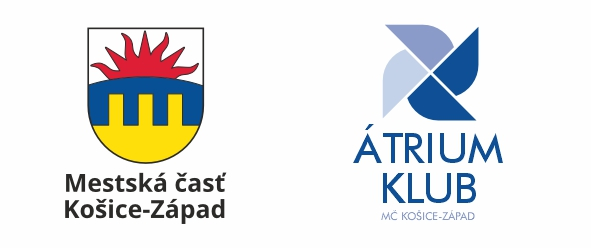 Mestská časť
Košice-Západ
ÁTRIUM
KLUB
MČ KOŠICE-ZÁPAD